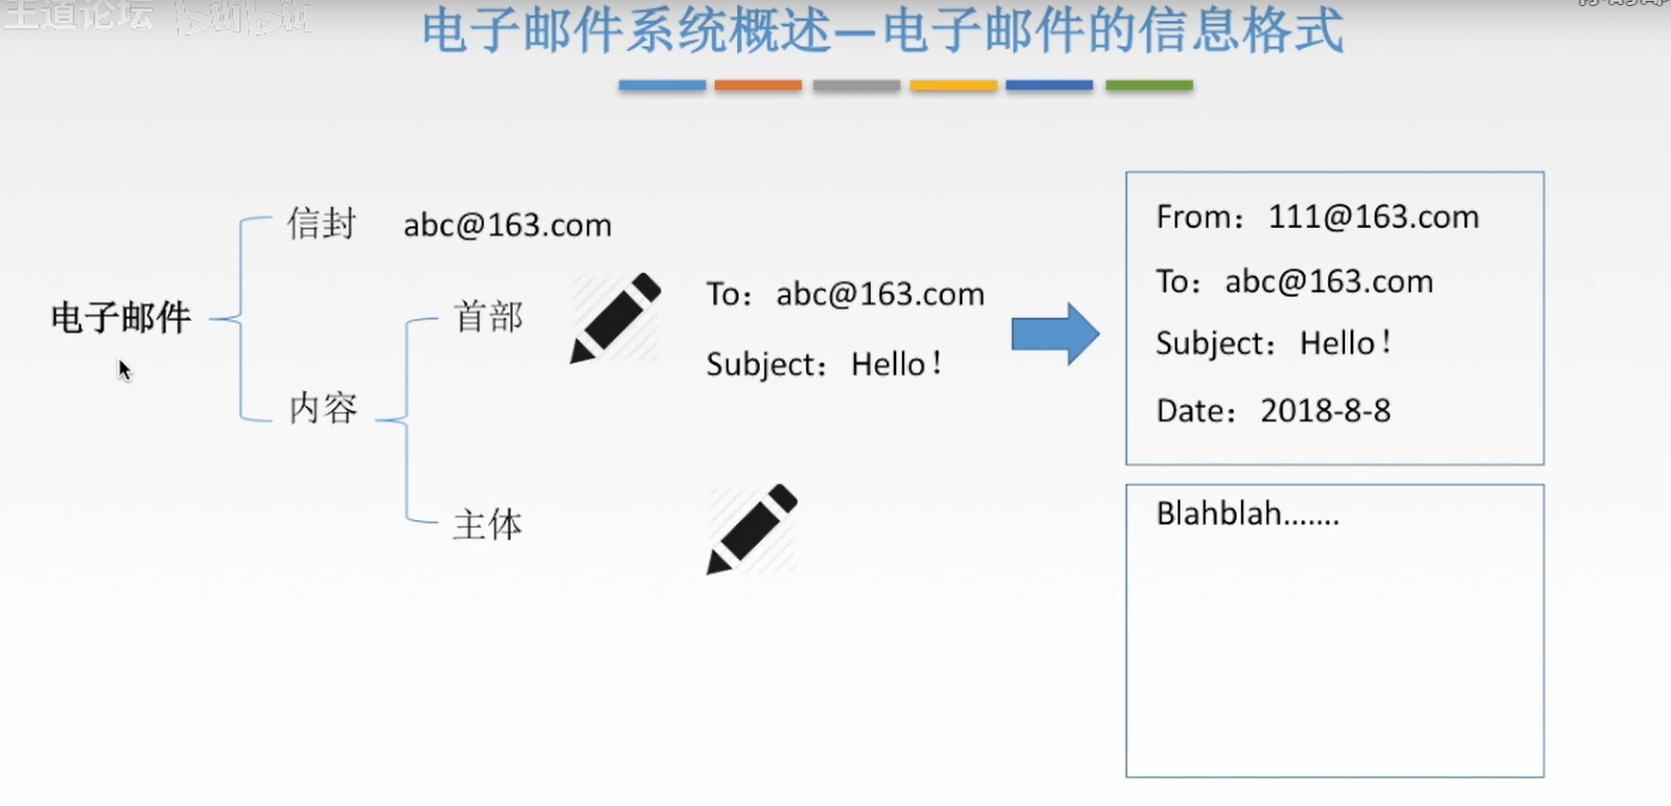 王道论坛 bilibili
电子邮件系统概述—电子邮件的信息格式
电子邮件
信封 abc@163.com
内容
首部
To：abc@163.com
Subject：Hello！
主体
From：111@163.com
To：abc@163.com
Subject：Hello！
Date：2018-8-8
Blahblah.......